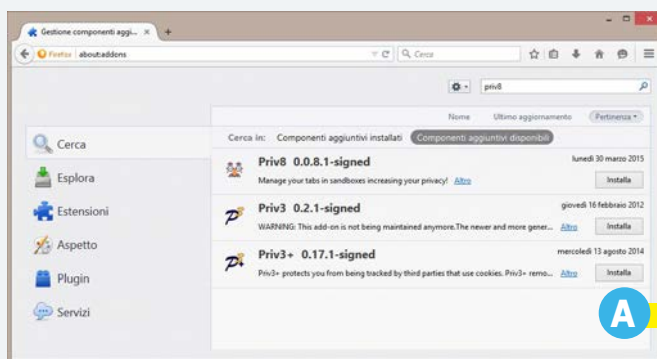 Gestione componenti aggi... × +
Firefox about:addons Cerca
priv8
Nome Ultimo aggiornamento Pertinenza
Cerca in: Componenti aggiuntivi installati Componenti aggiuntivi disponibili
Cerca
Esplora
Estensioni
Aspetto
Plugin
Servizi
Priv8 0.0.8.1-signed lunedì 30 marzo 2015
Manage your tabs in sandboxes increasing your privacy! Altro Installa
Priv3 0.2.1-signed giovedì 16 febbraio 2012
WARNING: This add-on is not being maintained anymore.The newer and more gener... Altro Installa
Priv3+ 0.17.1-signed mercoledì 13 agosto 2014
Priv3+ protects you from being tracked by third parties that use cookies. Priv3+ remo... Altro Installa
A